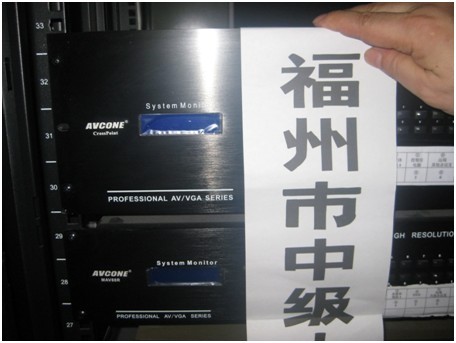 33
32
31
30
29
28
27
System Monitor
AVCONE®
CrossPoint
PROFESSIONAL AV/VGA SERIES
System Monitor
AVCONE®
PROFESSIONAL AV/VGA SERIES
福州市中级
RESOLUTION